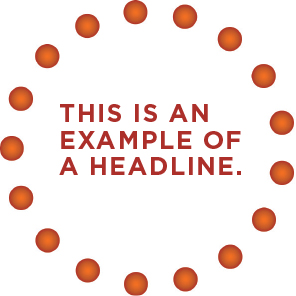 THIS IS AN
EXAMPLE OF
A HEADLINE.